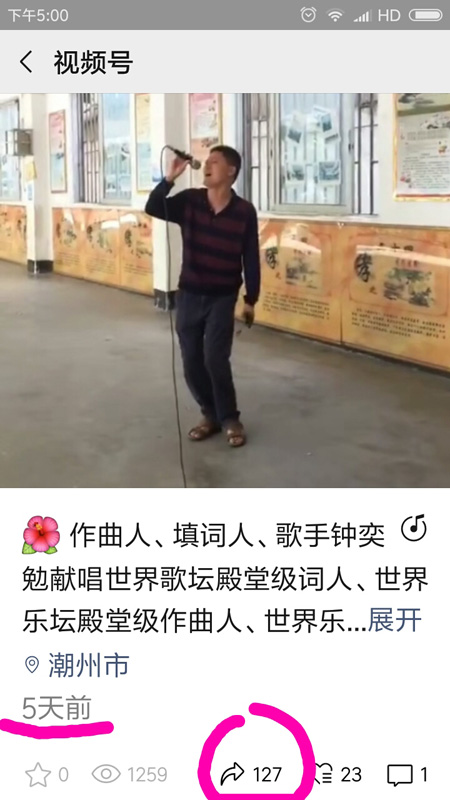 下午5:00
HD
视频号
孝
孝
作曲人、填词人、歌手钟奕
勉献唱世界歌坛殿堂级词人、世界
乐坛殿堂级作曲人、世界乐...展开
潮州市
5天前
0 1259 127 23 1